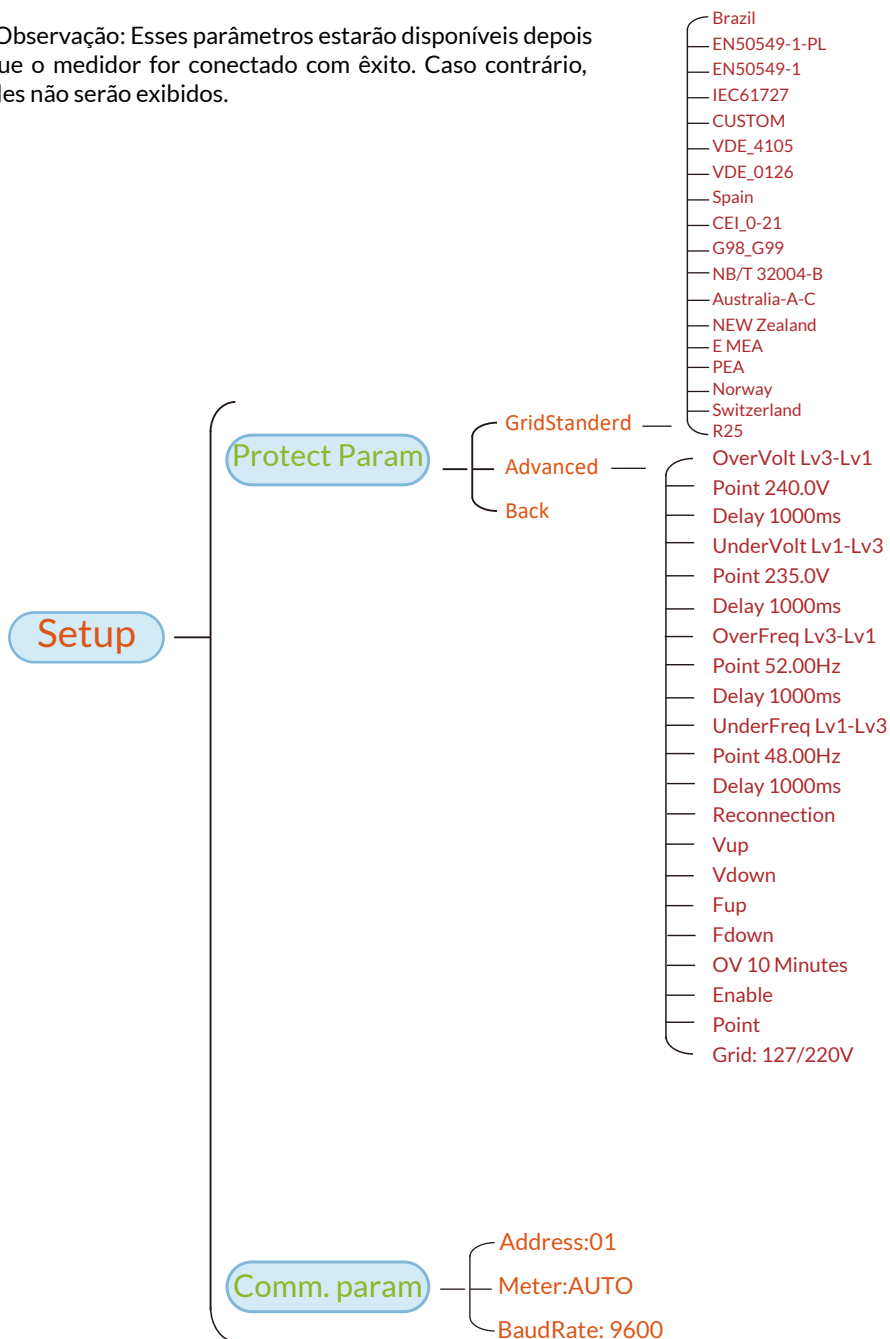 Observação: Esses parâmetros estarão disponíveis depois
ue o medidor for conectado com êxito. Caso contrário,
les não serão exibidos.
Brazil
EN50549-1-PL
EN50549-1
IEC61727
CUSTOM
VDE_4105
VDE_0126
Spain
CEI_0-21
G98_G99
NB/T 32004-B
Australia-A-C
NEW Zealand
E MEA
PEA
Norway
Switzerland
R25
Setup
Protect Param
GridStanderd
Advanced
Back
OverVolt Lv3-Lv1
Point 240.0V
Delay 1000ms
UnderVolt Lv1-Lv3
Point 235.0V
Delay 1000ms
OverFreq Lv3-Lv1
Point 52.00Hz
Delay 1000ms
UnderFreq Lv1-Lv3
Point 48.00Hz
Delay 1000ms
Reconnection
Vup
Vdown
Fup
Fdown
OV 10 Minutes
Enable
Point
Grid: 127/220V
Comm. param
Address:01
Meter:AUTO
BaudRate: 9600